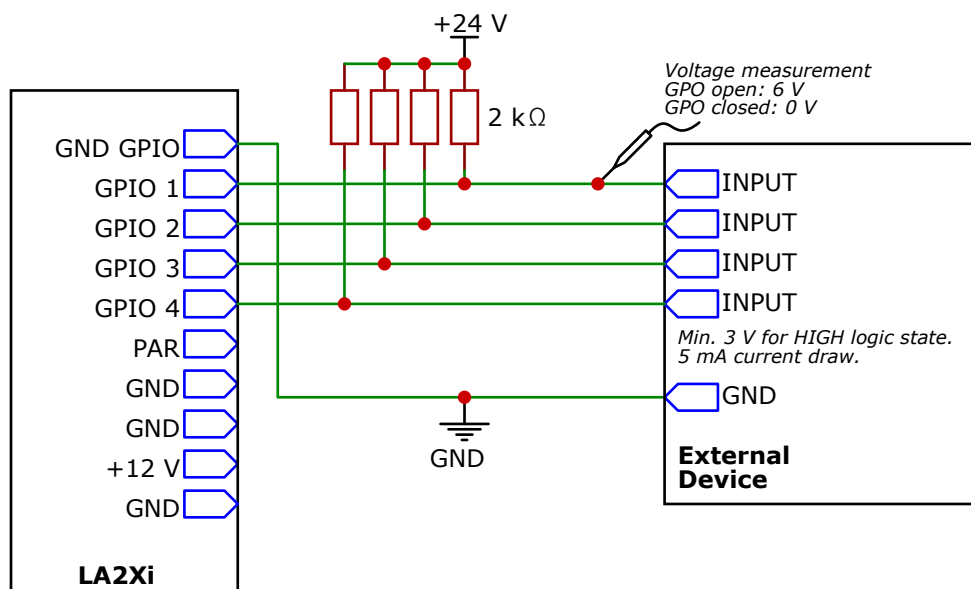 +24 V
Voltage measurement
GPO open: 6 V
GPO closed: 0 V
2 kΩ
GND GPIO
GPIO 1
GPIO 2
GPIO 3
GPIO 4
PAR
GND
GND
+12 V
GND
LA2Xi
INPUT
INPUT
INPUT
INPUT
Min. 3 V for HIGH logic state.
5 mA current draw.
GND
External
Device
GND